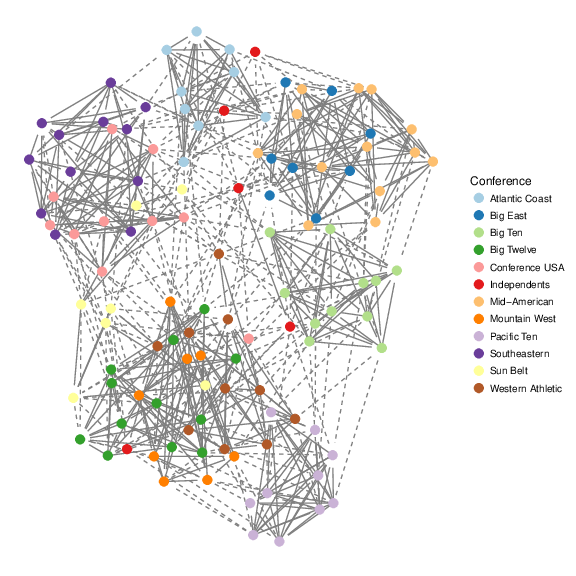 Conference
Atlantic Coast
Big East
Big Ten
Big Twelve
Conference USA
Independents
Mid−American
Mountain West
Pacific Ten
Southeastern
Sun Belt
Western Athletic